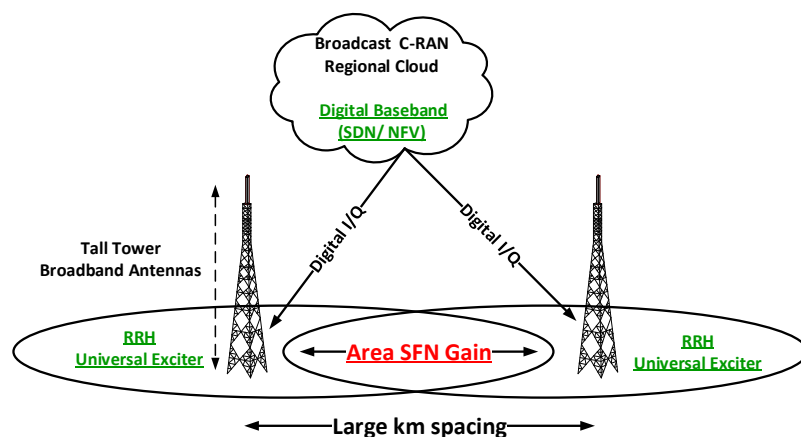 Broadcast C-RAN
Regional Cloud
Digital Baseband
(SDN/ NFV)
Digital I/Q
Digital I/Q
Tall Tower
Broadband Antennas
RRH
Universal Exciter
Area SFN Gain
RRH
Universal Exciter
Large km spacing